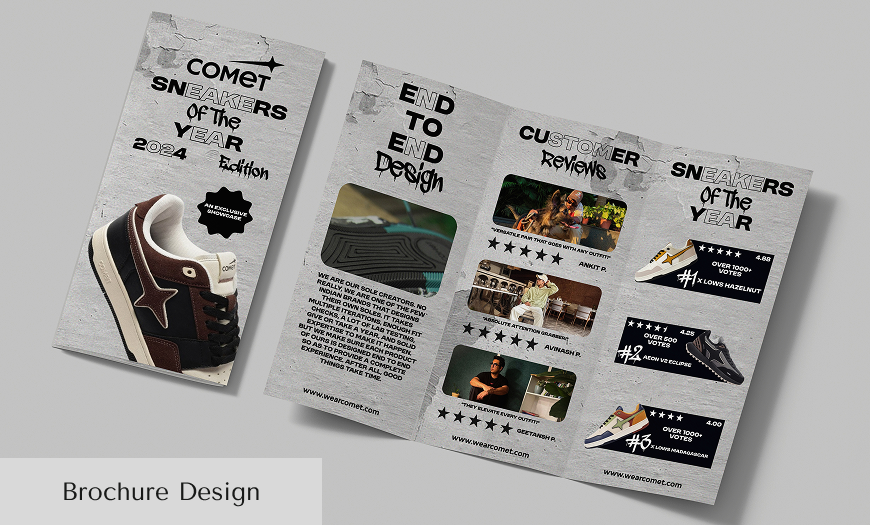 COMET
SNEAKERS
Of The
YEAR
2024
Edition
AN EXCLUSIVE
SHOWCASE
COMET
END
TO
END
Design
WE ARE OUR SOLE CREATORS. NO
REALLY. WE ARE ONE OF THE FEW
INDIAN BRANDS THAT DESIGNS
THEIR OWN SOLES. IT TAKES
MULTIPLE ITERATIONS, ENOUGH FIT
CHECKS, A LOT OF LAB TESTING,
GIVE OR TAKE A YEAR, AND SOLID
EXPERTISE TO MAKE IT HAPPEN.
BUT WE MAKE SURE EACH PRODUCT
OF OURS IS DESIGNED END TO END
SO AS TO PROVIDE A COMPLETE
EXPERIENCE. AFTER ALL, GOOD
THINGS TAKE TIME.
www.wearcomet.com
CUSTOMER
Reviews
"VERSATILE PAIR THAT GOES WITH ANY OUTFIT"
ANKIT P.
"ABSOLUTE ATTENTION GRABBER!"
AVINASH P.
"THEY ELEVATE EVERY OUTFIT"
GEETANSH P.
www.wearcomet.com
SNEAKERS
Of The
YEAR
4.88
OVER 1000+
VOTES
#1 X LOWS HAZELNUT
4.25
OVER 500
VOTES
#2 AEON V2 ECLIPSE
4.00
OVER 1000+
VOTES
#3 X LOWS MADAGASCAR
www.wearcomet.com
Brochure Design